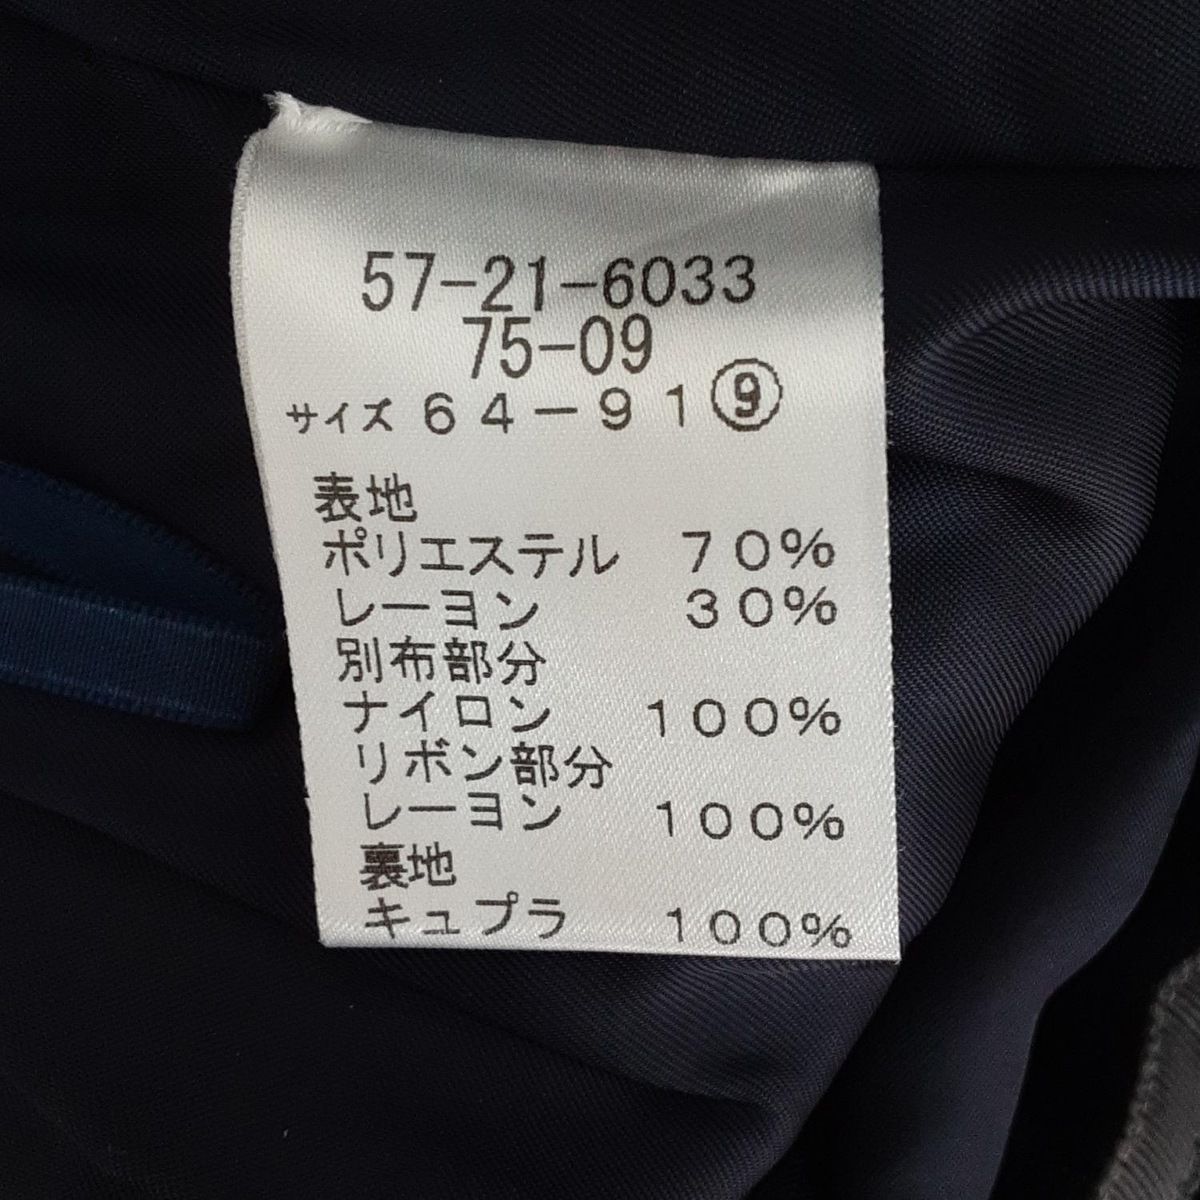 57-21-6033
75-09
サイズ 64-91⑨
表地
ポリエステル 70%
レーヨン 30%
別布部分
ナイロン 100%
リボン部分
レーヨン 100%
裏地
キュプラ 100%